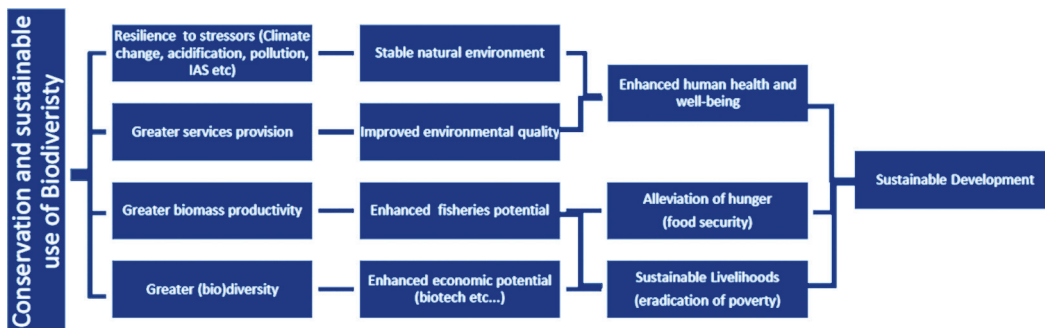 Conservation and sustainable
use of Biodiveristy
Resilience to stressors (Climate
change, acidification, pollution,
IAS etc)
Stable natural environment
Greater services provision
Improved environmental quality
Enhanced human health and
well-being
Greater biomass productivity
Enhanced fisheries potential
Alleviation of hunger
(food security)
Greater (bio)diversity
Enhanced economic potential
(biotech etc...)
Sustainable Livelihoods
(eradication of poverty)
Sustainable Development